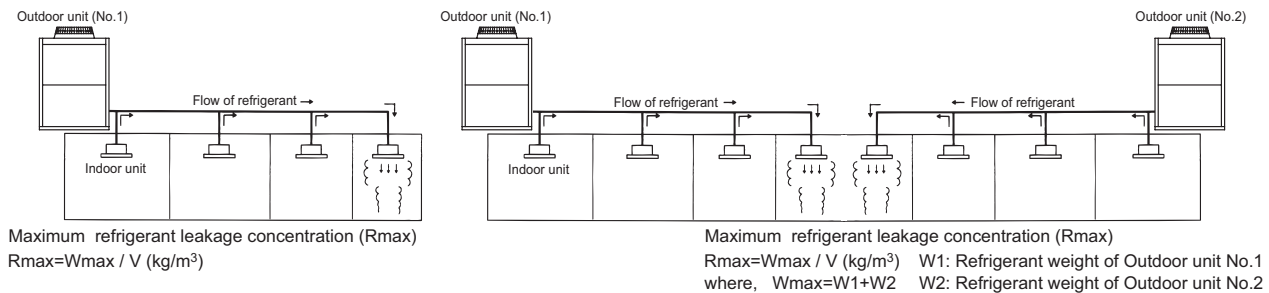 Outdoor unit (No.1)
Flow of refrigerant →
Indoor unit
Maximum refrigerant leakage concentration (Rmax)
Rmax=Wmax / V (kg/m³)
Outdoor unit (No.1)
Outdoor unit (No.2)
Flow of refrigerant →
← Flow of refrigerant
Indoor unit
Maximum refrigerant leakage concentration (Rmax)
Rmax=Wmax / V (kg/m³) W1: Refrigerant weight of Outdoor unit No.1
where, Wmax=W1+W2 W2: Refrigerant weight of Outdoor unit No.2